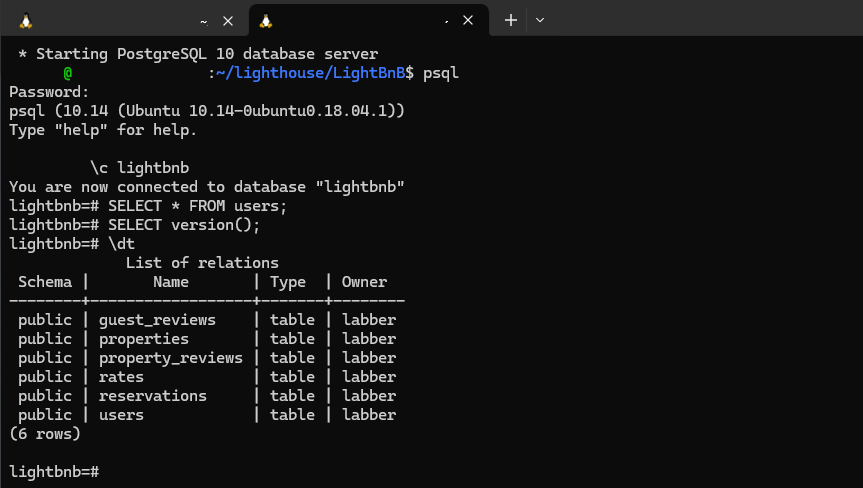 ~ × × + ⌄
 * Starting PostgreSQL 10 database server
@ :~/lighthouse/LightBnB$ psql
Password:
psql (10.14 (Ubuntu 10.14-0ubuntu0.18.04.1))
Type "help" for help.
\c lightbnb
You are now connected to database "lightbnb"
lightbnb=# SELECT * FROM users;
lightbnb=# SELECT version();
lightbnb=# \dt
             List of relations
 Schema |       Name       | Type  | Owner
--------+------------------+-------+--------
 public | guest_reviews    | table | labber
 public | properties       | table | labber
 public | property_reviews | table | labber
 public | rates            | table | labber
 public | reservations     | table | labber
 public | users            | table | labber
(6 rows)
lightbnb=#